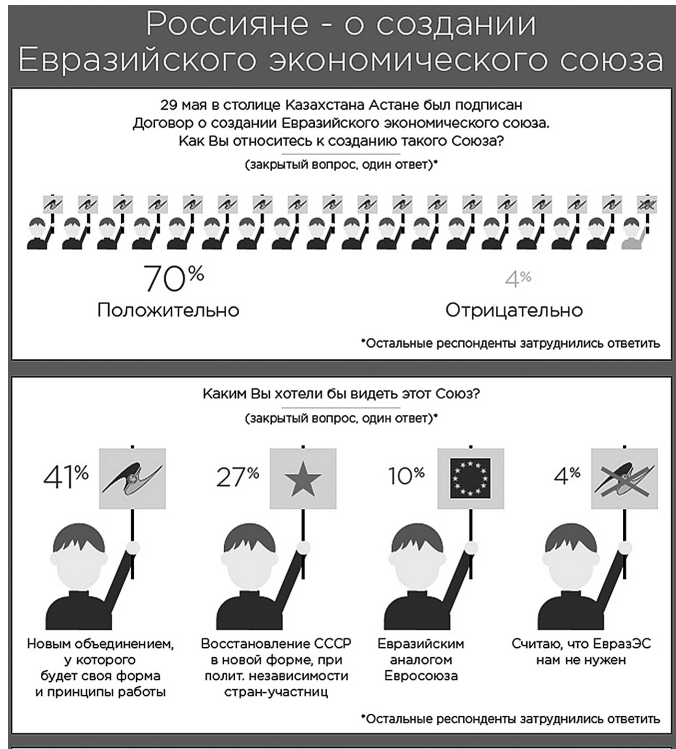 Россияне - о создании
Евразийского экономического союза
29 мая в столице Казахстана Астане был подписан
Договор о создании Евразийского экономического союза.
Как Вы относитесь к созданию такого Союза?
(закрытый вопрос, один ответ)*
70%
Положительно
4%
Отрицательно
*Остальные респонденты затруднились ответить
Каким Вы хотели бы видеть этот Союз?
(закрытый вопрос, один ответ)*
41%
Новым объединением,
у которого
будет своя форма
и принципы работы
27%
Восстановление СССР
в новой форме, при
полит. независимости
стран-участниц
10%
Евразийским
аналогом
Евросоюза
4%
Считаю, что ЕвразЭС
нам не нужен
*Остальные респонденты затруднились ответить